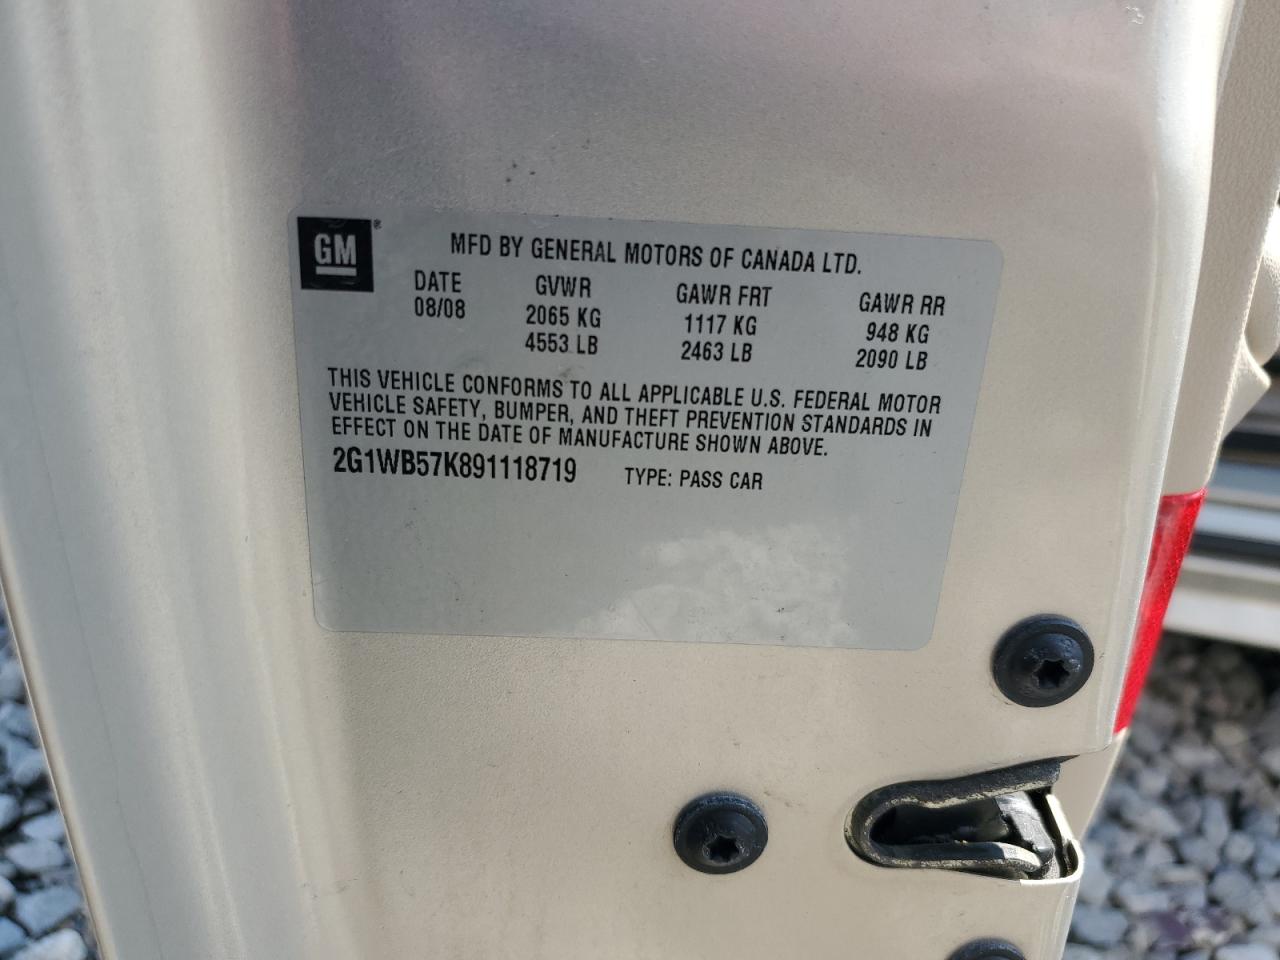 GM®
MFD BY GENERAL MOTORS OF CANADA LTD.
DATE GVWR GAWR FRT GAWR RR
08/08 2065 KG 1117 KG 948 KG
4553 LB 2463 LB 2090 LB
THIS VEHICLE CONFORMS TO ALL APPLICABLE U.S. FEDERAL MOTOR
VEHICLE SAFETY, BUMPER, AND THEFT PREVENTION STANDARDS IN
EFFECT ON THE DATE OF MANUFACTURE SHOWN ABOVE.
2G1WB57K891118719 TYPE: PASS CAR